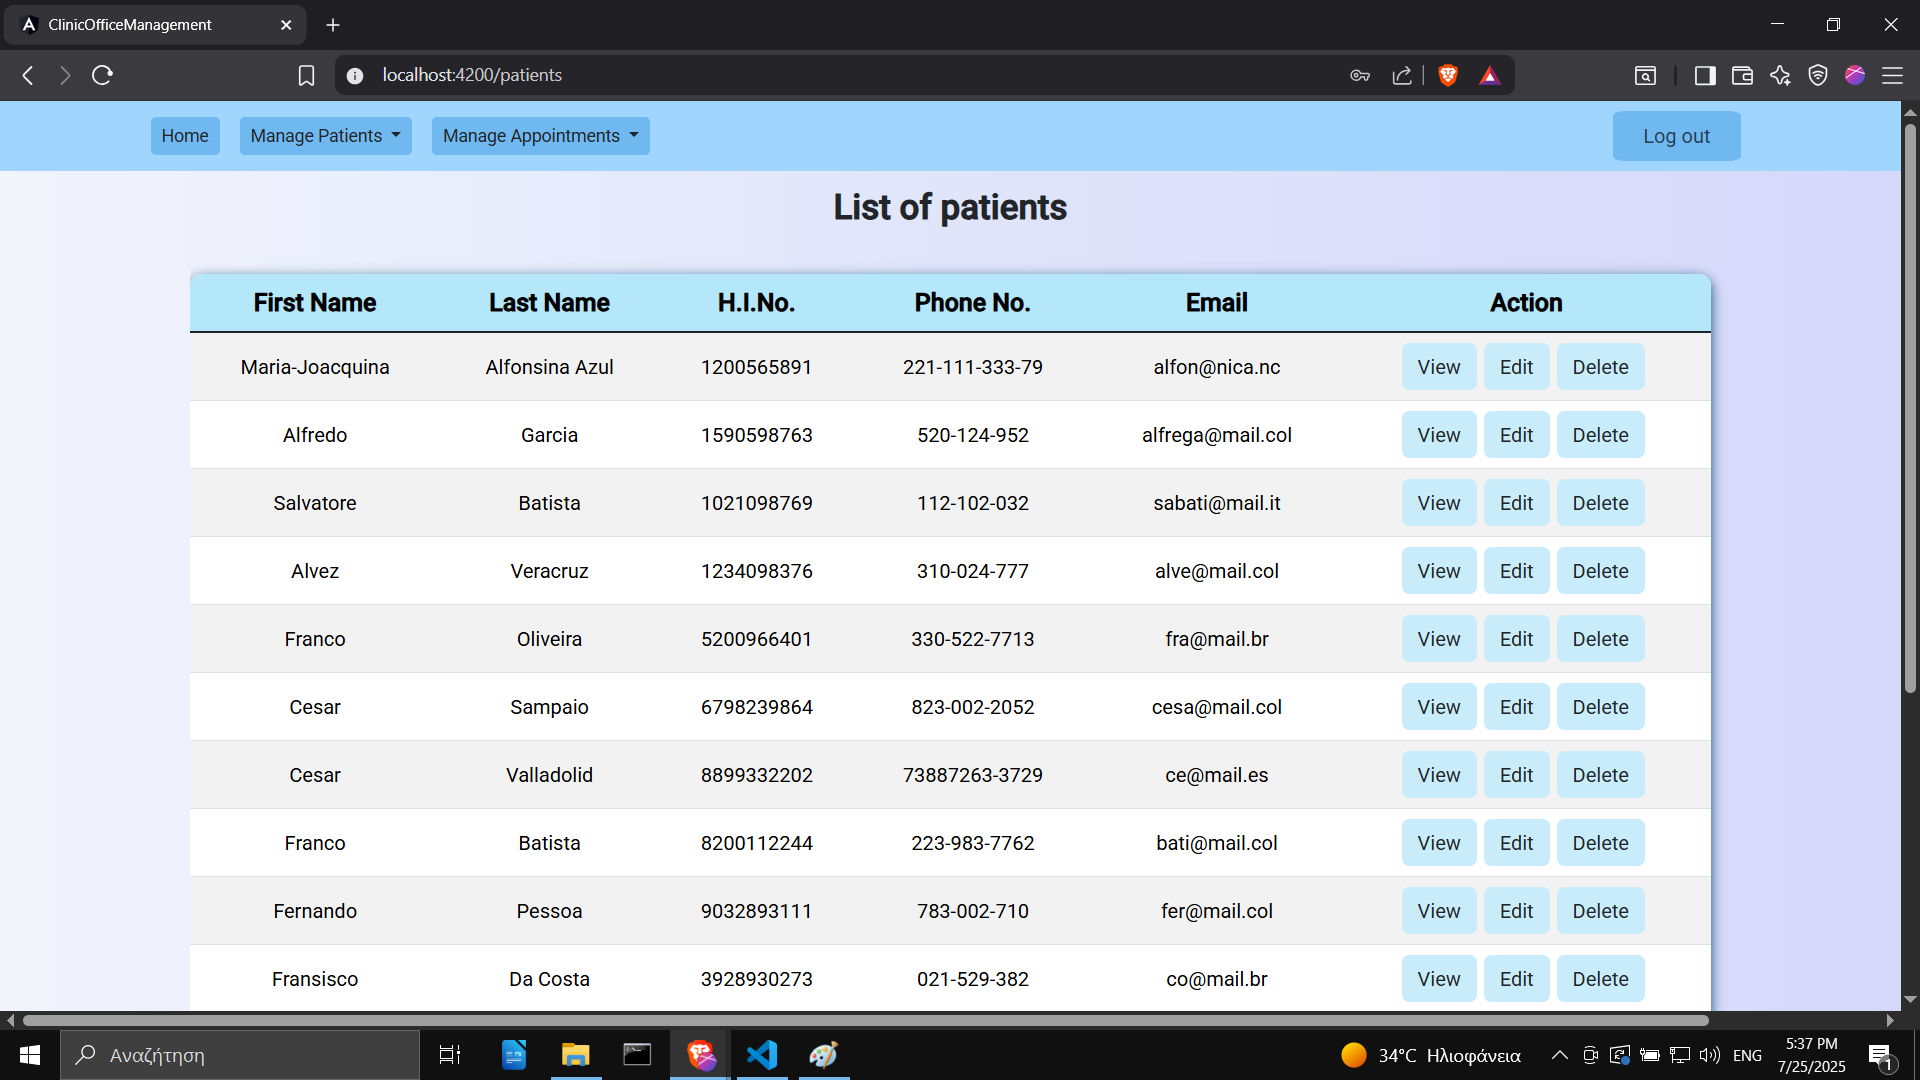 ClinicOfficeManagement
localhost:4200/patients
Home Manage Patients Manage Appointments Log out
List of patients
First Name Last Name H.I.No. Phone No. Email Action
Maria-Joacquina Alfonsina Azul 1200565891 221-111-333-79 alfon@nica.nc View Edit Delete
Alfredo Garcia 1590598763 520-124-952 alfrega@mail.col View Edit Delete
Salvatore Batista 1021098769 112-102-032 sabati@mail.it View Edit Delete
Alvez Veracruz 1234098376 310-024-777 alve@mail.col View Edit Delete
Franco Oliveira 5200966401 330-522-7713 fra@mail.br View Edit Delete
Cesar Sampaio 6798239864 823-002-2052 cesa@mail.col View Edit Delete
Cesar Valladolid 8899332202 73887263-3729 ce@mail.es View Edit Delete
Franco Batista 8200112244 223-983-7762 bati@mail.col View Edit Delete
Fernando Pessoa 9032893111 783-002-710 fer@mail.col View Edit Delete
Fransisco Da Costa 3928930273 021-529-382 co@mail.br View Edit Delete
Αναζήτηση 34°C Ηλιοφάνεια ENG 5:37 PM
7/25/2025 1